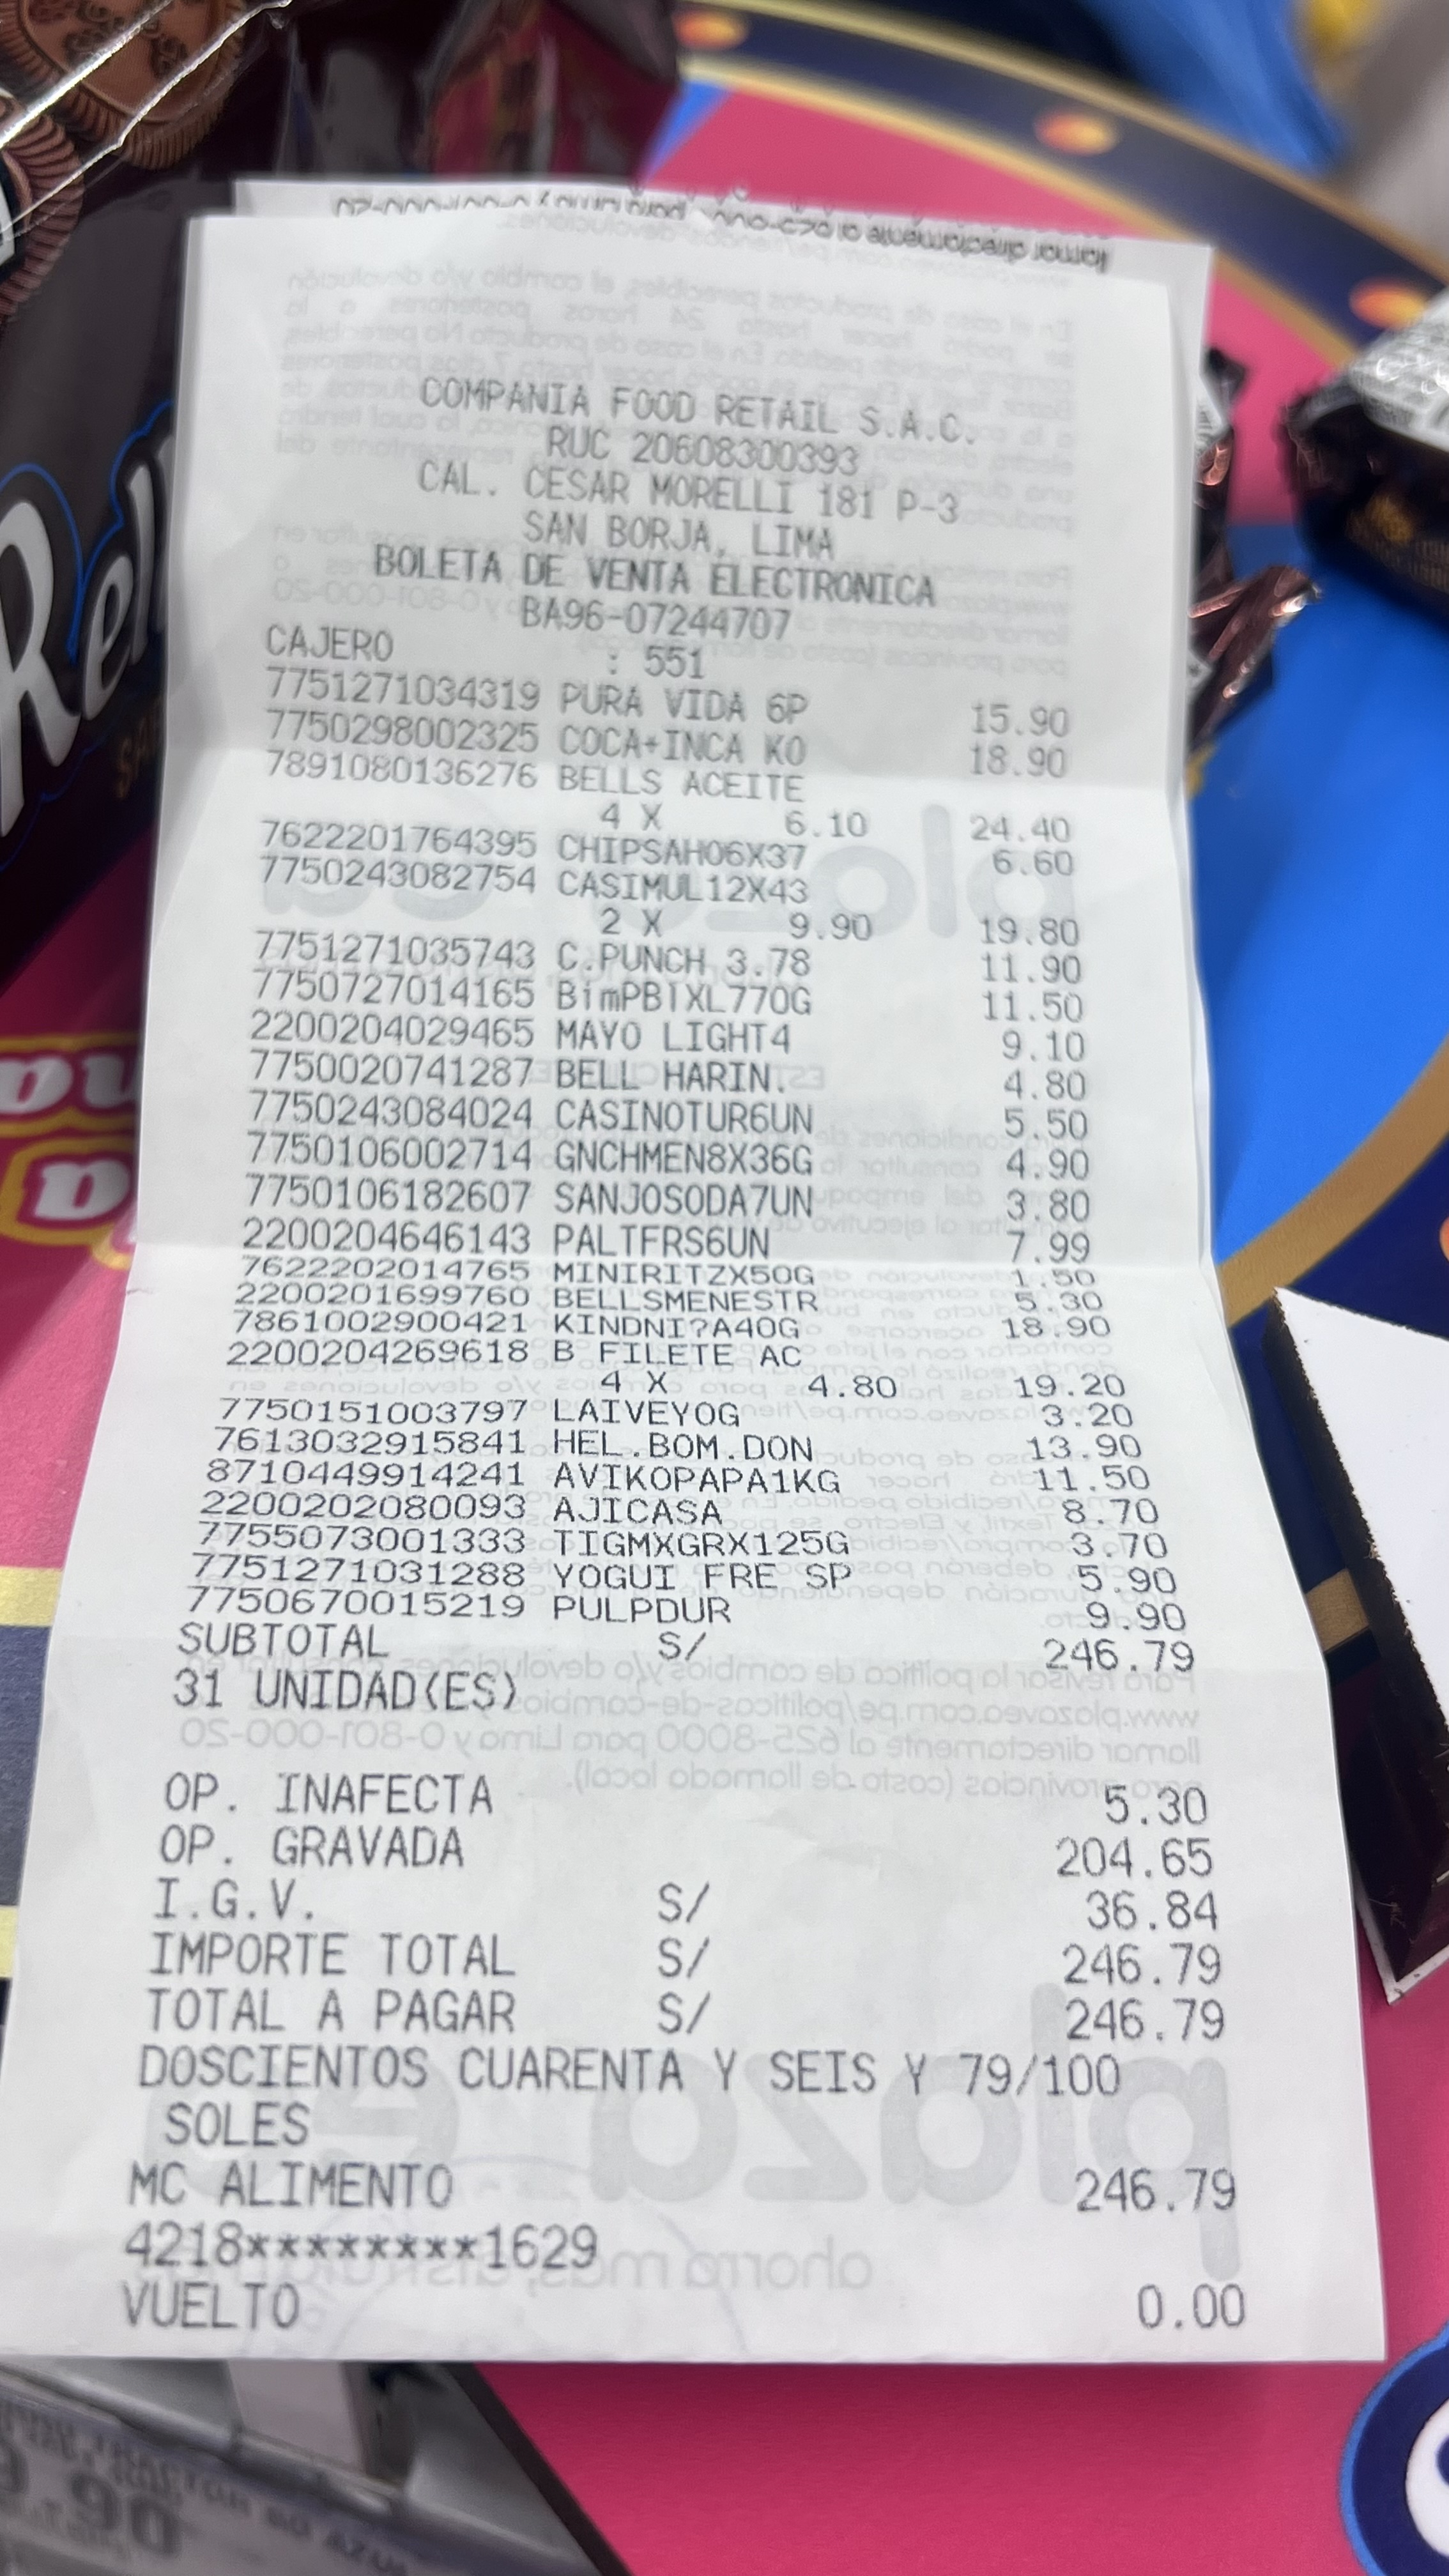 COMPANIA FOOD RETAIL S.A.C.
RUC 20608300393
CAL. CESAR MORELLI 181 P-3
SAN BORJA, LIMA
BOLETA DE VENTA ELECTRONICA
BA96-07244707
CAJERO : 551
7751271034319 PURA VIDA 6P 15.90
7750298002325 COCA+INCA KO 18.90
7891080136276 BELLS ACEITE
4 X 6.10 24.40
7622201764395 CHIPSAHO6X37 6.60
7750243082754 CASIMUL12X43
2 X 9.90 19.80
7751271035743 C.PUNCH 3.78 11.90
7750727014165 BimPBIXL770G 11.50
2200204029465 MAYO LIGHT4 9.10
7750020741287 BELL HARIN. 4.80
7750243084024 CASINOTUR6UN 5.50
7750106002714 GNCHMEN8X36G 4.90
7750106182607 SANJOSODA7UN 3.80
2200204646143 PALTFRS6UN 7.99
7622202014765 MINIRITZX50G 1.50
2200201699760 BELLSMENESTR 5.30
7861002900421 KINDNI?A40G 18.90
2200204269618 B FILETE AC
4 X 4.80 19.20
7750151003797 LAIVEYOG 3.20
7613032915841 HEL.BOM.DON 13.90
8710449914241 AVIKOPAPA1KG 11.50
2200202080093 AJICASA 8.70
7755073001333 TIGMXGRX125G 3.70
7751271031288 YOGUI FRE SP 5.90
7750670015219 PULPDUR 9.90
SUBTOTAL S/ 246.79
31 UNIDAD(ES)
OP. INAFECTA 5.30
OP. GRAVADA 204.65
I.G.V. S/ 36.84
IMPORTE TOTAL S/ 246.79
TOTAL A PAGAR S/ 246.79
DOSCIENTOS CUARENTA Y SEIS Y 79/100
SOLES
MC ALIMENTO 246.79
4218********1629
VUELTO 0.00